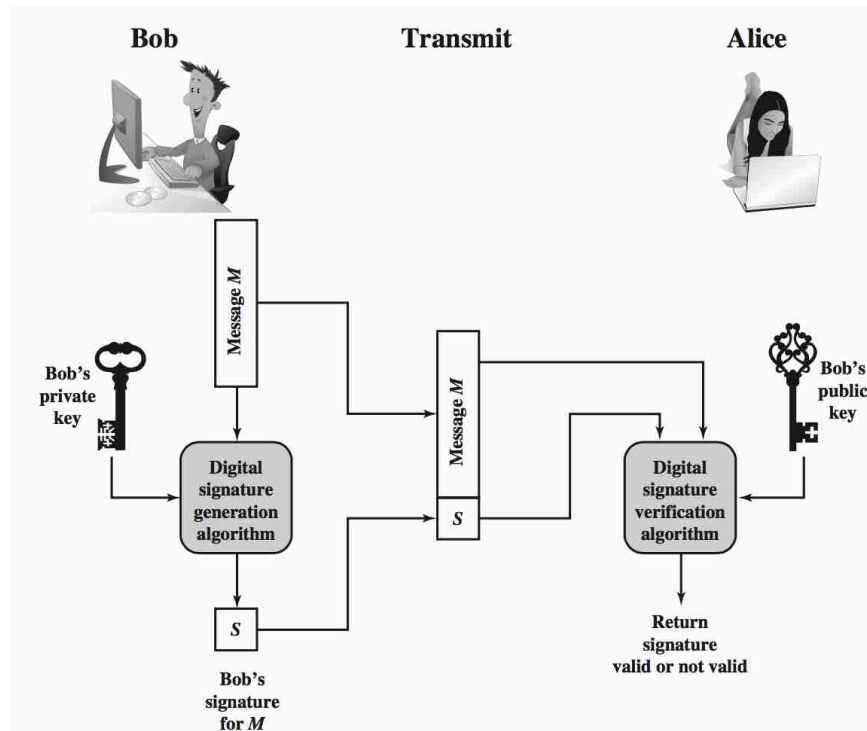 Bob
Transmit
Alice
Message M
Bob's
private
key
Message M
Bob's
public
key
Digital
signature
generation
algorithm
S
Digital
signature
verification
algorithm
S
Return
signature
valid or not valid
Bob's
signature
for M